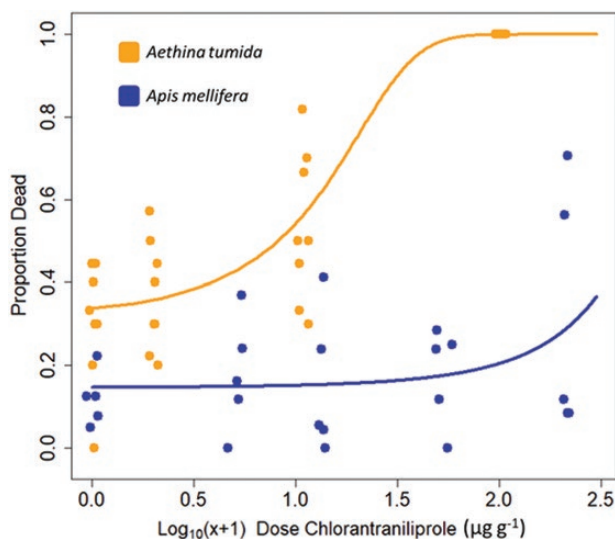 Aethina tumida
Apis mellifera
Proportion Dead
1.0
0.8
0.6
0.4
0.2
0.0
0.0 0.5 1.0 1.5 2.0 2.5
Log₁₀(x+1) Dose Chlorantraniliprole (µg g⁻¹)